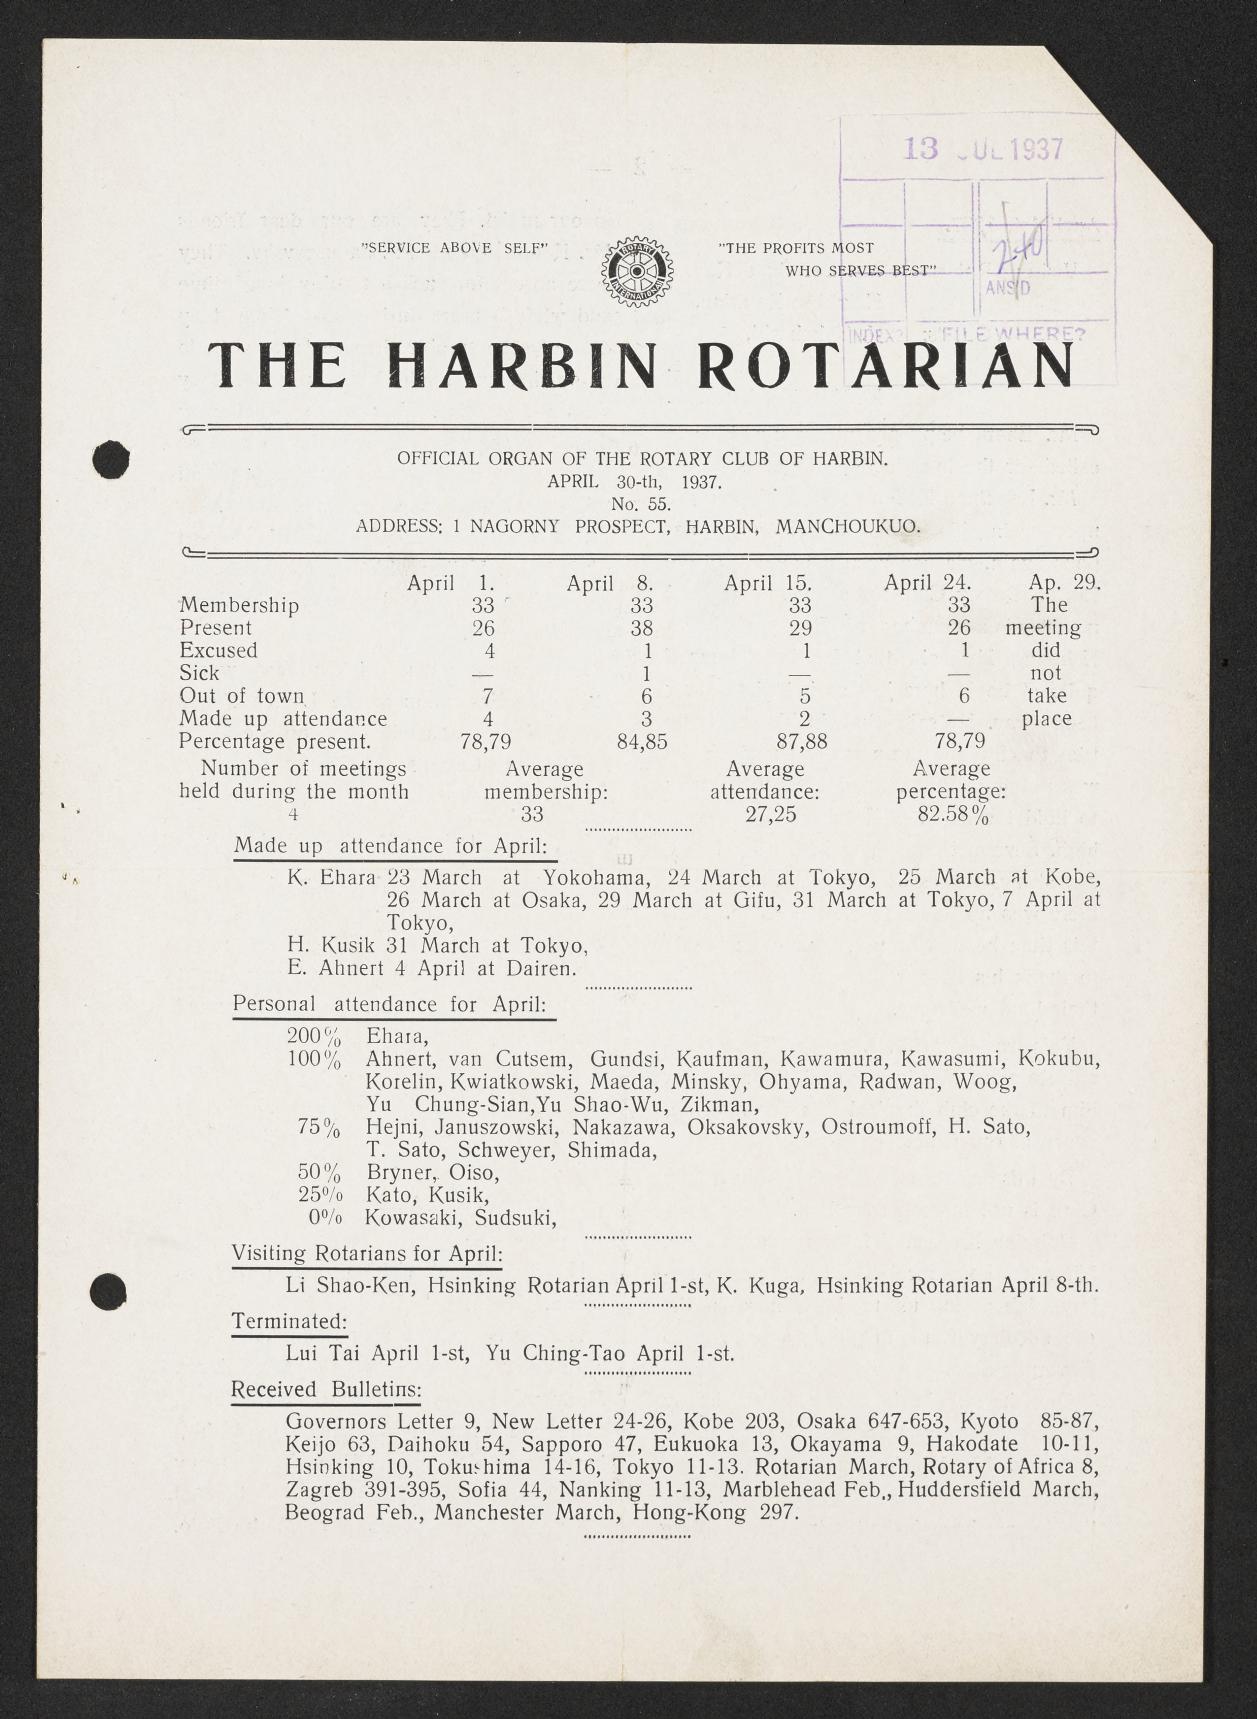 13 JUL 1937
"SERVICE ABOVE SELF"
ROTARY
INTERNATIONAL
"THE PROFITS MOST
WHO SERVES BEST"
240
ANS'D
INDEX? FILE WHERE?
THE HARBIN ROTARIAN
OFFICIAL ORGAN OF THE ROTARY CLUB OF HARBIN.
APRIL 30-th, 1937.
No. 55.
ADDRESS: 1 NAGORNY PROSPECT, HARBIN, MANCHOUKUO.
April 1. April 8. April 15. April 24. Ap. 29.
Membership 33 33 33 33 The
Present 26 38 29 26 meeting
Excused 4 1 1 1 did
Sick — 1 — — not
Out of town 7 6 5 6 take
Made up attendance 4 3 2 — place
Percentage present. 78,79 84,85 87,88 78,79
Number of meetings Average Average Average
held during the month membership: attendance: percentage:
4 33 27,25 82.58%
Made up attendance for April:
K. Ehara 23 March at Yokohama, 24 March at Tokyo, 25 March at Kobe,
26 March at Osaka, 29 March at Gifu, 31 March at Tokyo, 7 April at
Tokyo,
H. Kusik 31 March at Tokyo,
E. Ahnert 4 April at Dairen.
Personal attendance for April:
200% Ehara,
100% Ahnert, van Cutsem, Gundsi, Kaufman, Kawamura, Kawasumi, Kokubu,
Korelin, Kwiatkowski, Maeda, Minsky, Ohyama, Radwan, Woog,
Yu Chung-Sian,Yu Shao-Wu, Zikman,
75% Hejni, Januszowski, Nakazawa, Oksakovsky, Ostroumoff, H. Sato,
T. Sato, Schweyer, Shimada,
50% Bryner, Oiso,
25% Kato, Kusik,
0% Kowasaki, Sudsuki,
Visiting Rotarians for April:
Li Shao-Ken, Hsinking Rotarian April 1-st, K. Kuga, Hsinking Rotarian April 8-th.
Terminated:
Lui Tai April 1-st, Yu Ching-Tao April 1-st.
Received Bulletins:
Governors Letter 9, New Letter 24-26, Kobe 203, Osaka 647-653, Kyoto 85-87,
Keijo 63, Daihoku 54, Sapporo 47, Eukuoka 13, Okayama 9, Hakodate 10-11,
Hsinking 10, Tokushima 14-16, Tokyo 11-13. Rotarian March, Rotary of Africa 8,
Zagreb 391-395, Sofia 44, Nanking 11-13, Marblehead Feb., Huddersfield March,
Beograd Feb., Manchester March, Hong-Kong 297.